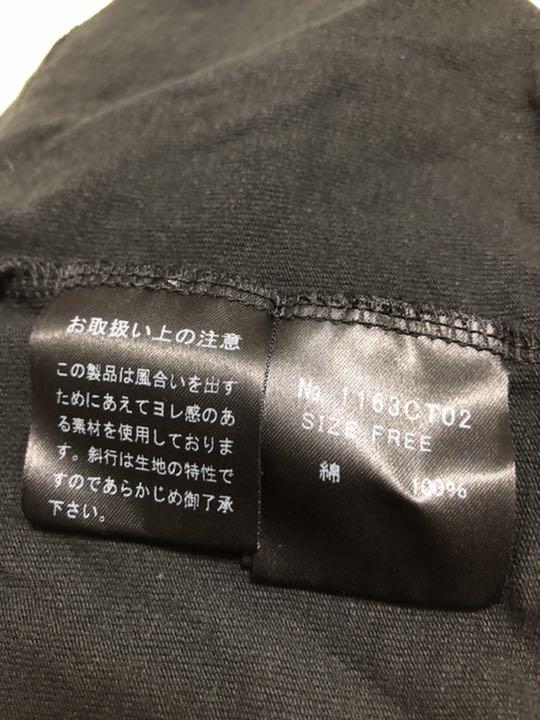 お取扱い上の注意
この製品は風合いを出す
ためにあえてヨレ感のあ
る素材を使用しておりま
す。斜行は生地の特性で
すのであらかじめ御了承
下さい。
No. 1163CT02
SIZE FREE
綿 100%